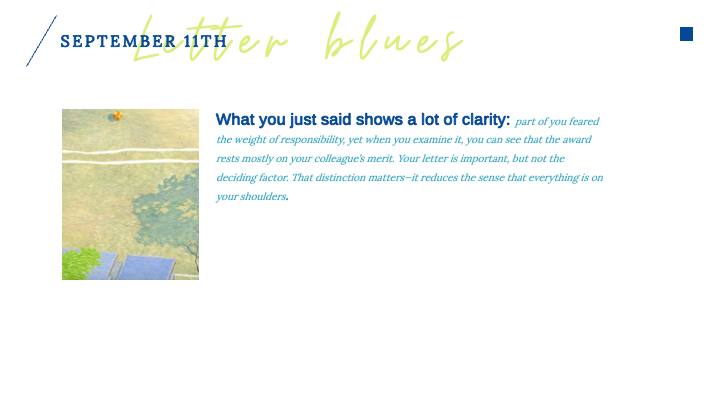 Letter blues
SEPTEMBER 11TH
What you just said shows a lot of clarity: part of you feared
the weight of responsibility, yet when you examine it, you can see that the award
rests mostly on your colleague's merit. Your letter is important, but not the
deciding factor. That distinction matters—it reduces the sense that everything is on
your shoulders.